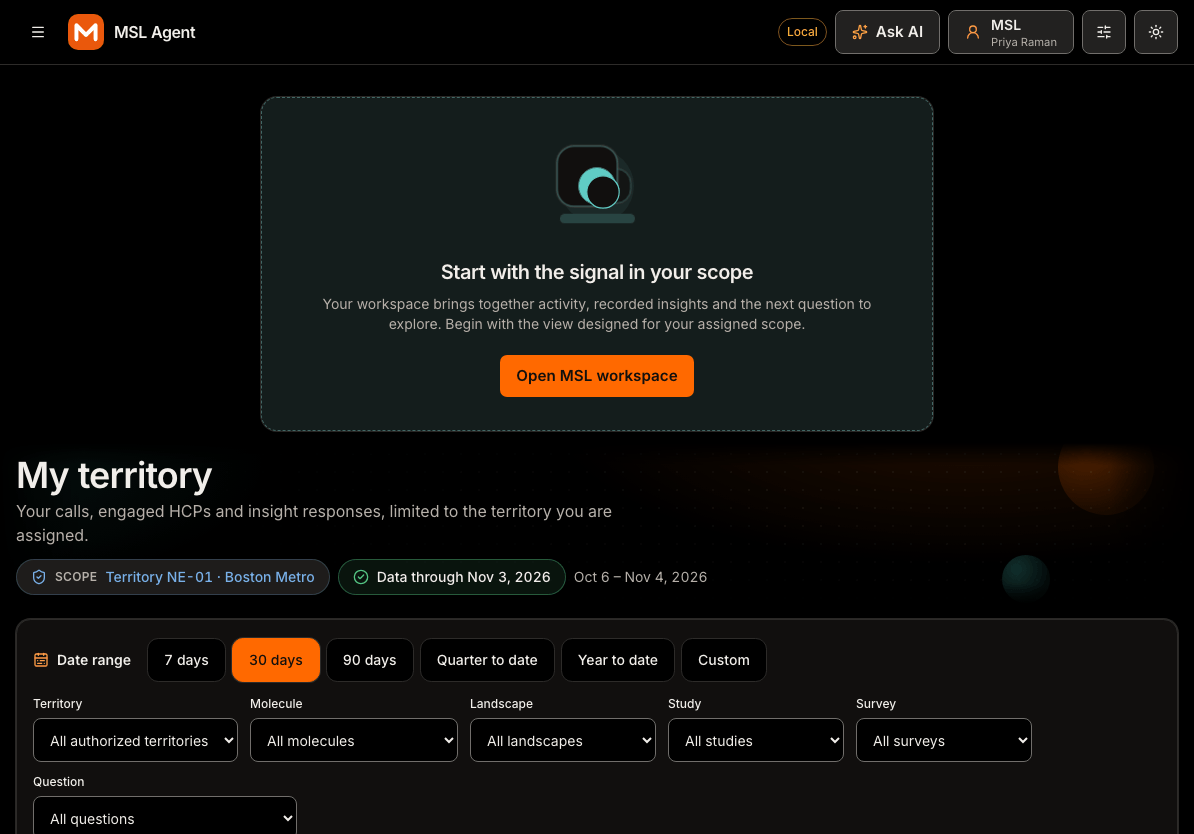 MSL Agent
Local
Ask AI
MSL
Priya Raman
Start with the signal in your scope
Your workspace brings together activity, recorded insights and the next question to
explore. Begin with the view designed for your assigned scope.
Open MSL workspace
My territory
Your calls, engaged HCPs and insight responses, limited to the territory you are
assigned.
SCOPE Territory NE-01 · Boston Metro
Data through Nov 3, 2026
Oct 6 – Nov 4, 2026
Date range
7 days
30 days
90 days
Quarter to date
Year to date
Custom
Territory
Molecule
Landscape
Study
Survey
All authorized territories
All molecules
All landscapes
All studies
All surveys
Question
All questions